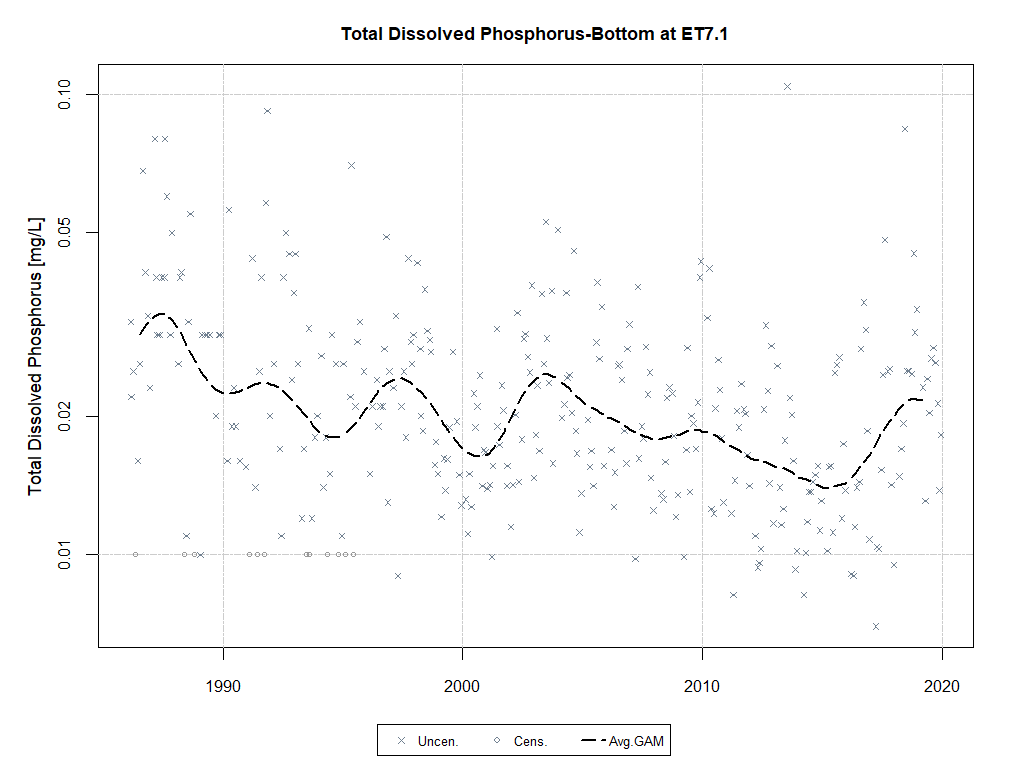 Total Dissolved Phosphorus-Bottom at ET7.1
Total Dissolved Phosphorus [mg/L]
0.10
0.05
0.02
0.01
1990 2000 2010 2020
Uncen. Cens. Avg.GAM